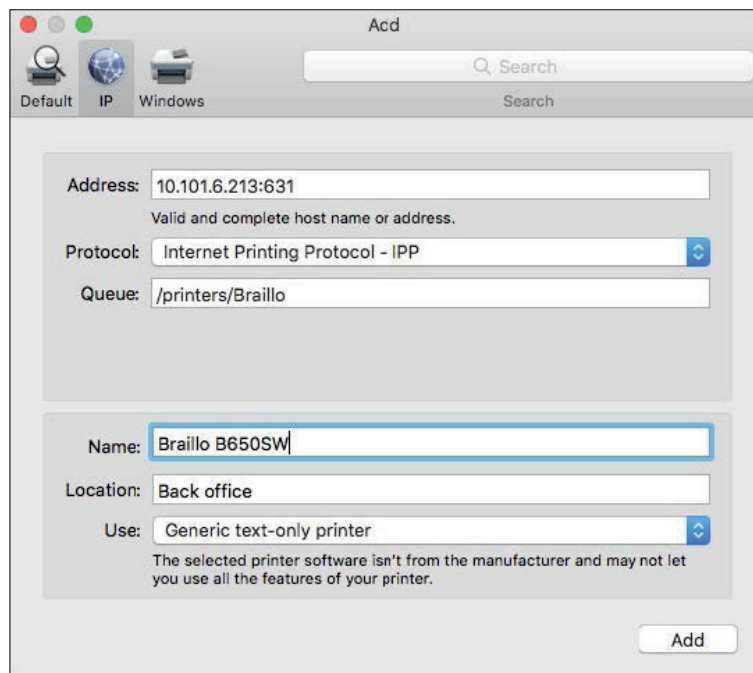 Acd
Search
Default IP Windows
Search
Address: 10.101.6.213:631
Valid and complete host name or address.
Protocol: Internet Printing Protocol - IPP
Queue: /printers/Braillo
Name: Braillo B650SW
Location: Back office
Use: Generic text-only printer
The selected printer software isn't from the manufacturer and may not let
you use all the features of your printer.
Add